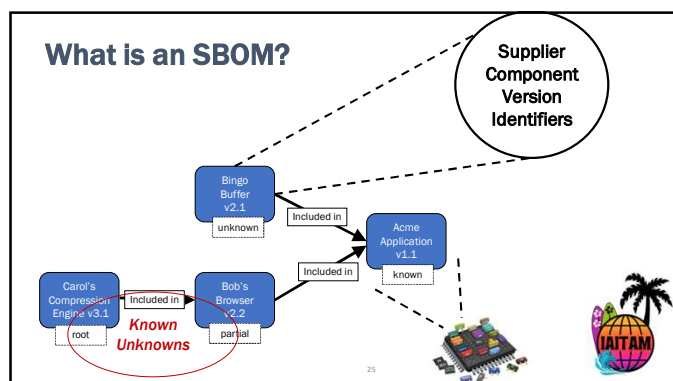 What is an SBOM?
Supplier
Component
Version
Identifiers
Bingo
Buffer
v2.1
unknown
Included in
Acme
Application
v1.1
known
Included in
Carol's
Compression
Engine v3.1
root
Included in
Bob's
Browser
v2.2
partial
Known
Unknowns
25
IAITAM